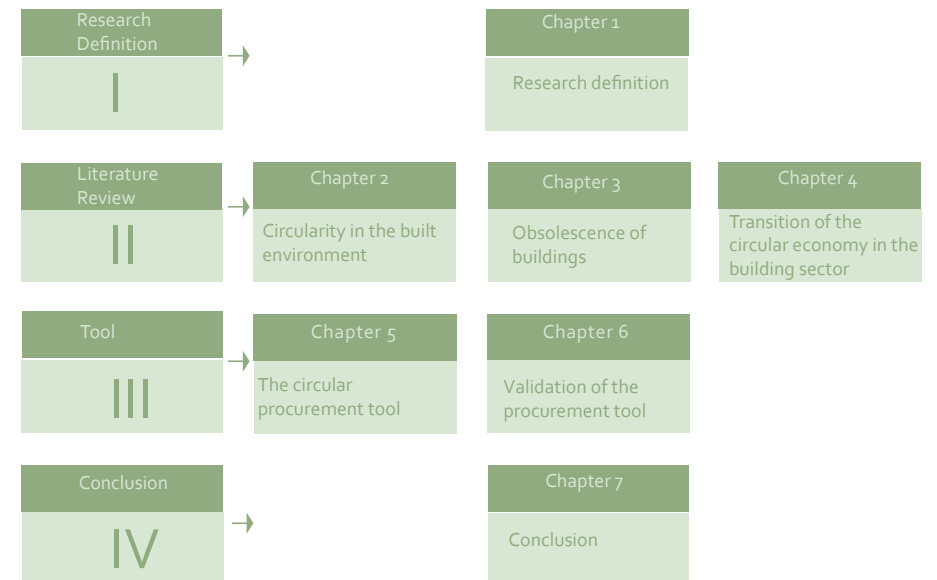 Research
Definition
I
Chapter 1
Research definition
Literature
Review
II
Chapter 2
Circularity in the built
environment
Chapter 3
Obsolescence of
buildings
Chapter 4
Transition of the
circular economy in the
building sector
Tool
III
Chapter 5
The circular
procurement tool
Chapter 6
Validation of the
procurement tool
Conclusion
IV
Chapter 7
Conclusion